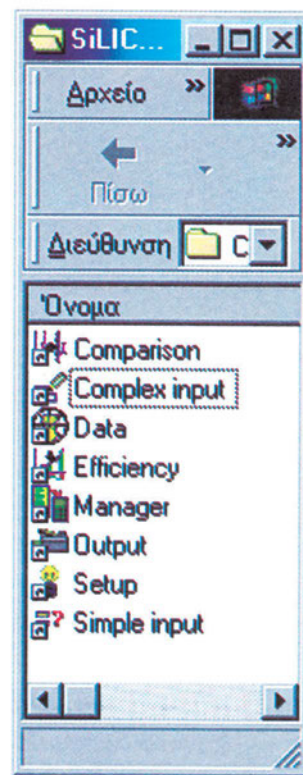 SiLIC...
Αρχείο »
»
Πίσω
Διεύθυνση C
Όνομα
Comparison
Complex input
Data
Efficiency
Manager
Output
Setup
Simple input